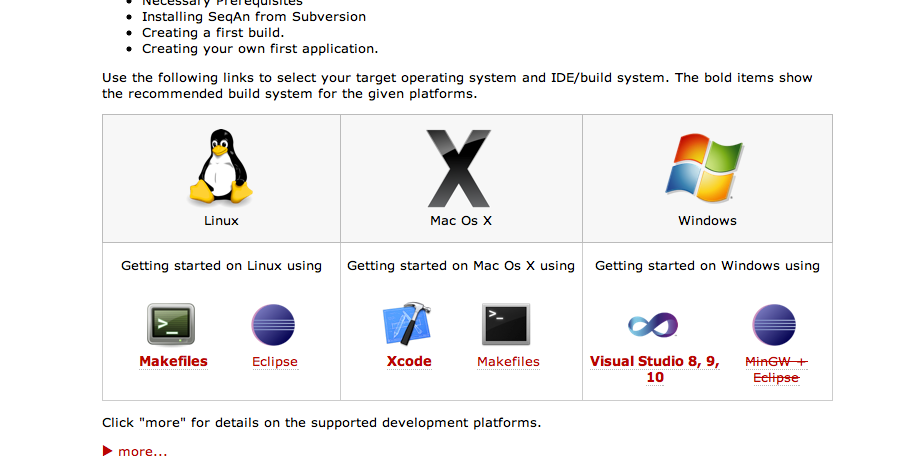 Necessary Prerequisites
Installing SeqAn from Subversion
Creating a first build.
Creating your own first application.
Use the following links to select your target operating system and IDE/build system. The bold items show
the recommended build system for the given platforms.
Linux
Mac Os X
Windows
Getting started on Linux using
Getting started on Mac Os X using
Getting started on Windows using
Makefiles
Eclipse
Xcode
Makefiles
Visual Studio 8, 9,
10
MinGW +
Eclipse
Click "more" for details on the supported development platforms.
more...